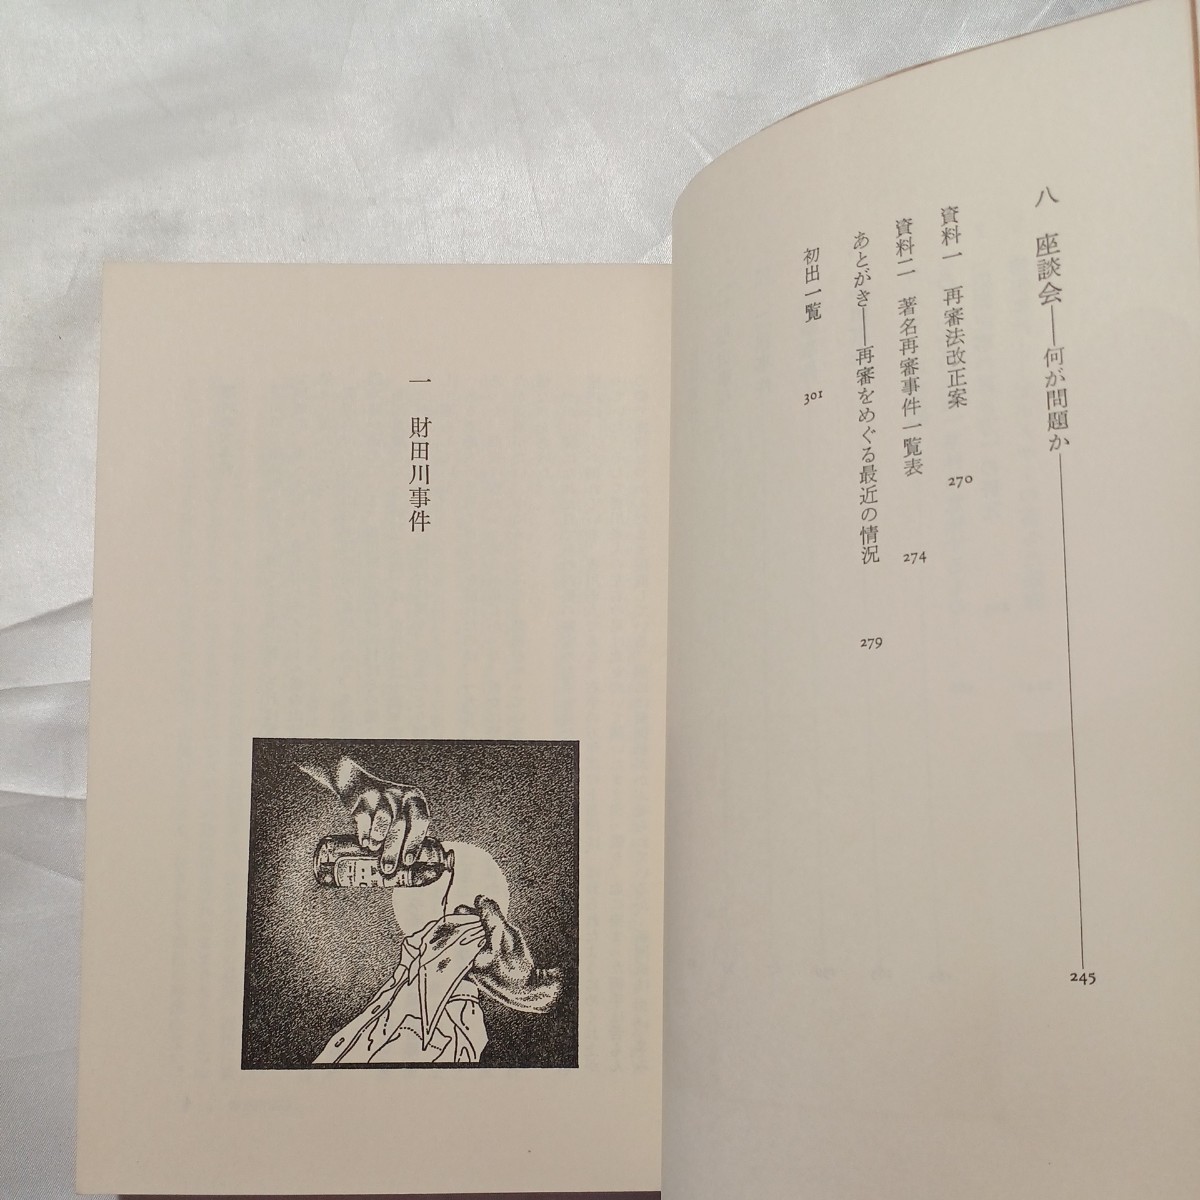 八 座談会――何が問題か 245
資料一 再審法改正案 270
資料二 著名再審事件一覧表 274
あとがき――再審をめぐる最近の情況 279
初出一覧 301
一 財田川事件